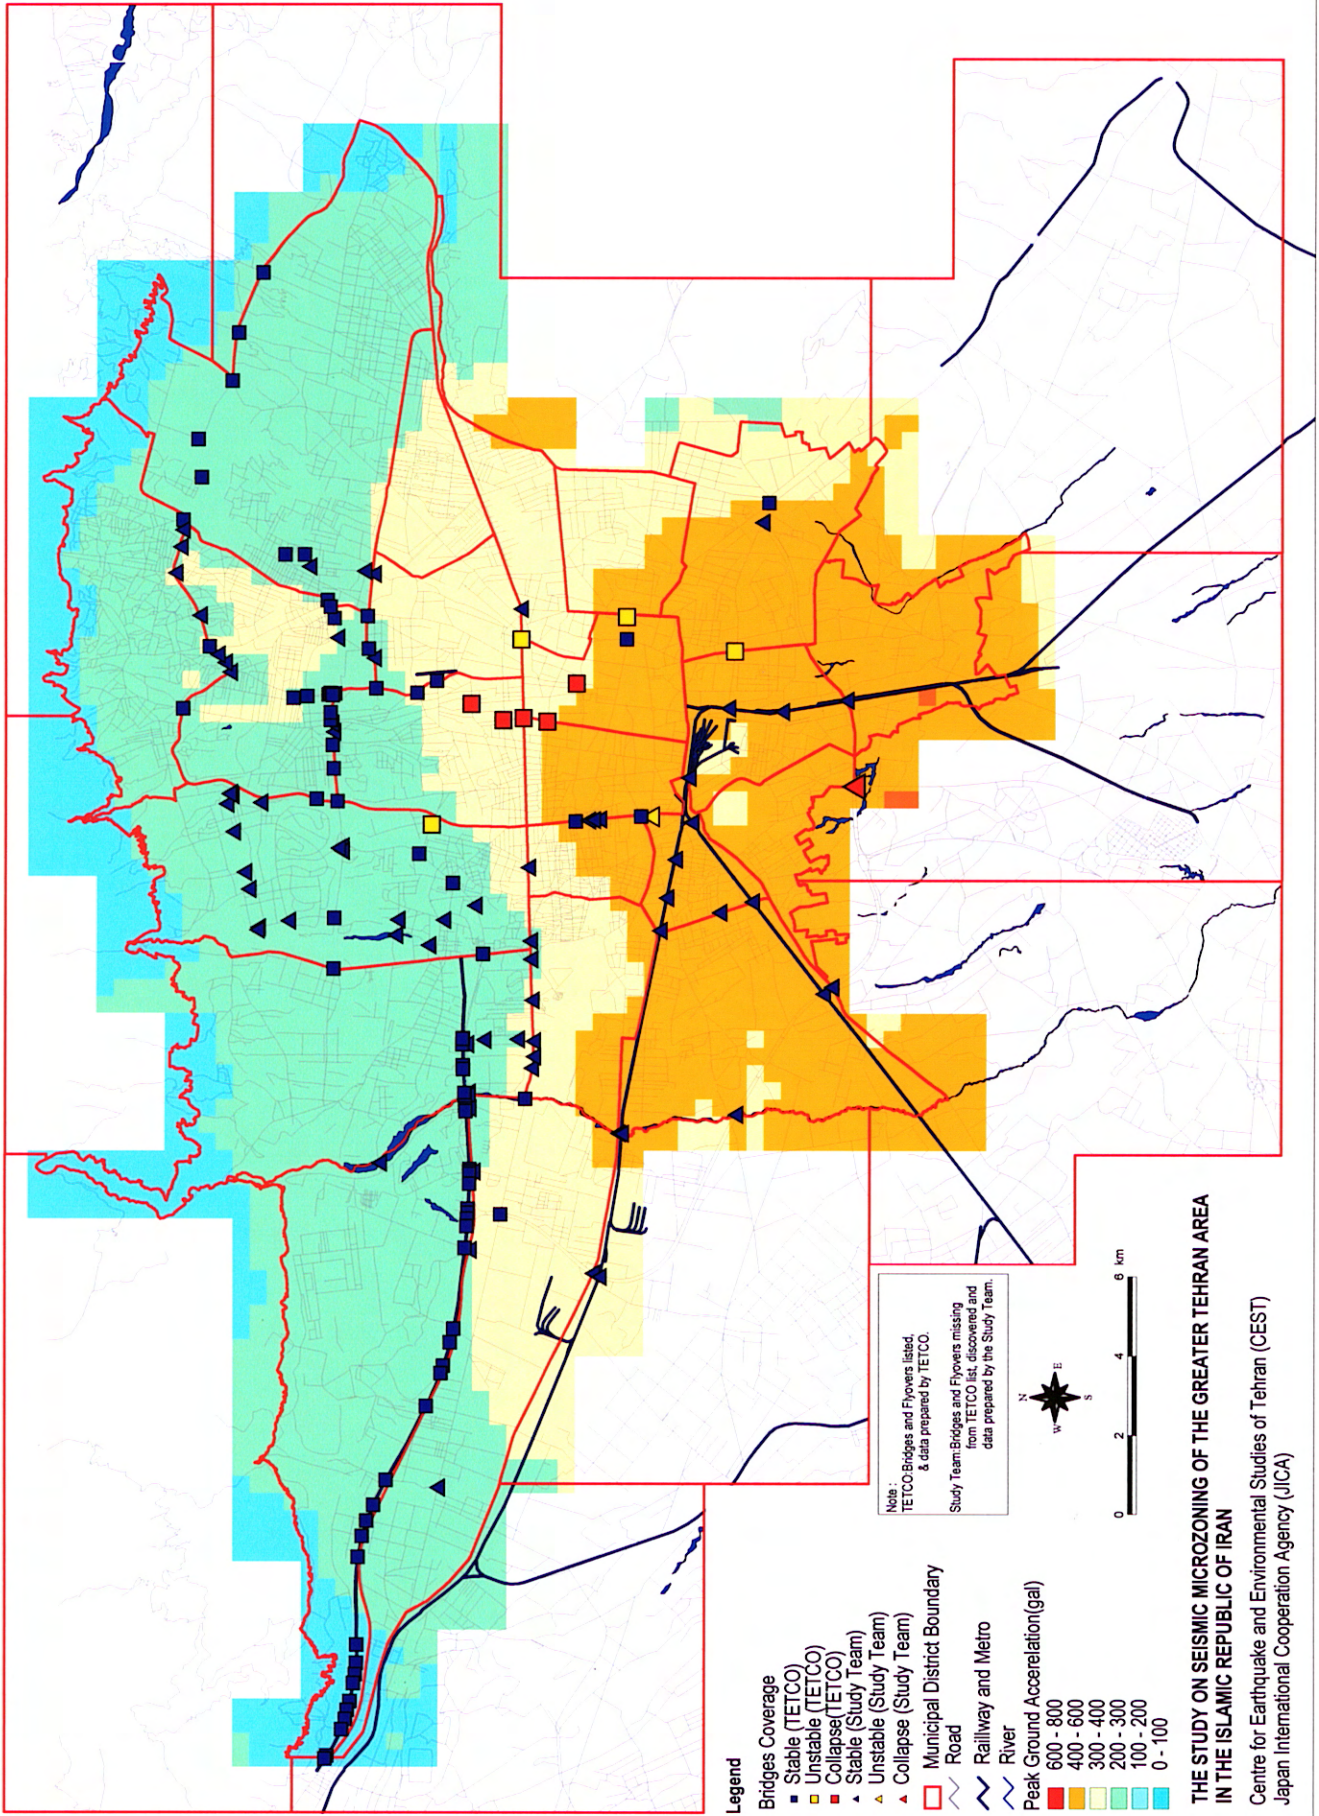 Legend
Bridges Coverage
Stable (TETCO)
Unstable (TETCO)
Collapse(TETCO)
Stable (Study Team)
Unstable (Study Team)
Collapse (Study Team)
Municipal District Boundary
Road
Raillway and Metro
River
Peak Ground Accerelation(gal)
600 - 800
400 - 600
300 - 400
200 - 300
100 - 200
0 - 100
Note :
TETCO:Bridges and Flyovers listed,
& data prepared by TETCO.
Study Team:Bridges and Flyovers missing
from TETCO list, discovered and
data prepared by the Study Team.
N
W
E
S
0 2 4 6 km
THE STUDY ON SEISMIC MICROZONING OF THE GREATER TEHRAN AREA
IN THE ISLAMIC REPUBLIC OF IRAN
Centre for Earthquake and Environmental Studies of Tehran (CEST)
Japan International Cooperation Agency (JICA)